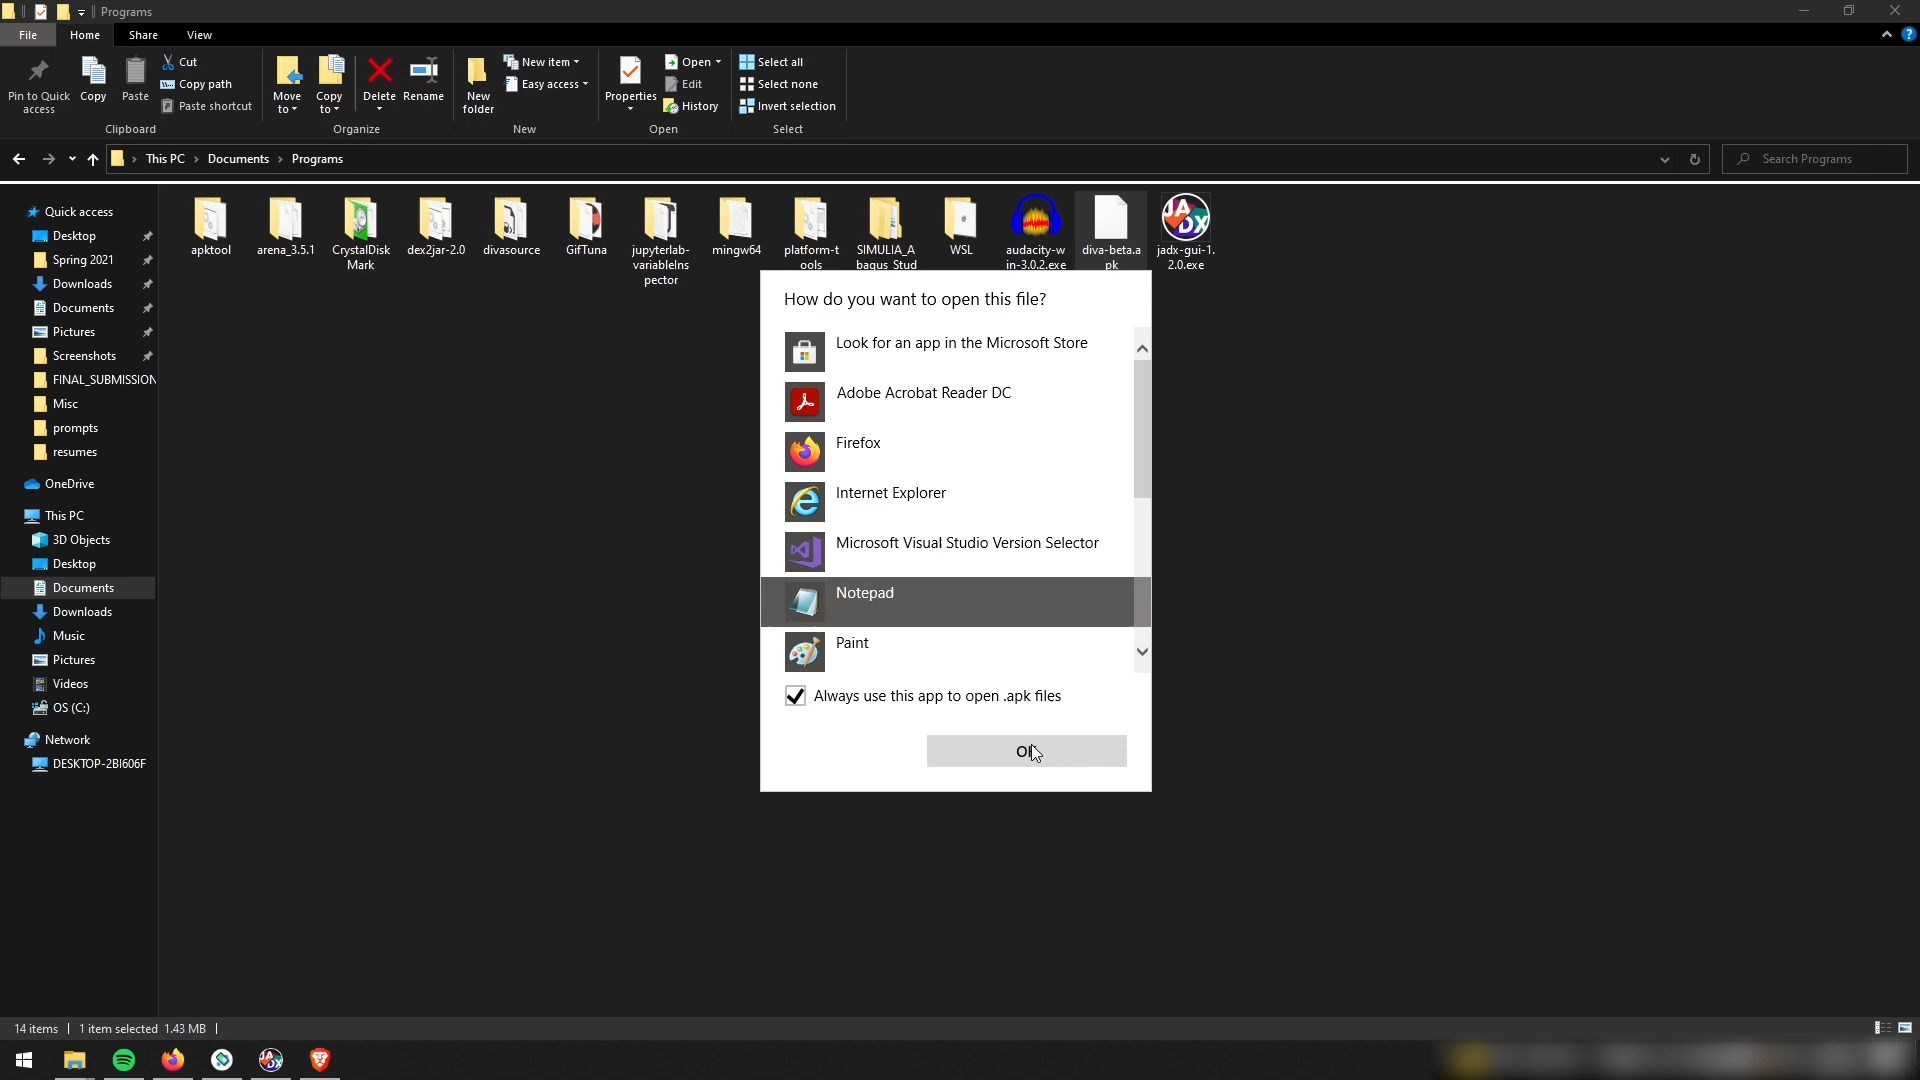 Programs
File Home Share View
Pin to Quick access
Copy
Paste
Cut
Copy path
Paste shortcut
Clipboard
Move to
Copy to
Delete
Rename
Organize
New folder
New item
Easy access
New
Properties
Open
Edit
History
Open
Select all
Select none
Invert selection
Select
This PC Documents Programs
Search Programs
Quick access
Desktop
Spring 2021
Downloads
Documents
Pictures
Screenshots
FINAL_SUBMISSION
Misc
prompts
resumes
OneDrive
This PC
3D Objects
Desktop
Documents
Downloads
Music
Pictures
Videos
OS (C:)
Network
DESKTOP-2BI606F
apktool
arena_3.5.1
CrystalDisk
Mark
dex2jar-2.0
divasource
GifTuna
jupyterlab-
variableIns
pector
mingw64
platform-t
ools
SIMULIA_A
baqus_Stud
WSL
audacity-w
in-3.0.2.exe
diva-beta.a
pk
jadx-gui-1.
2.0.exe
How do you want to open this file?
Look for an app in the Microsoft Store
Adobe Acrobat Reader DC
Firefox
Internet Explorer
Microsoft Visual Studio Version Selector
Notepad
Paint
Always use this app to open .apk files
OK
14 items
1 item selected 1.43 MB
JADX